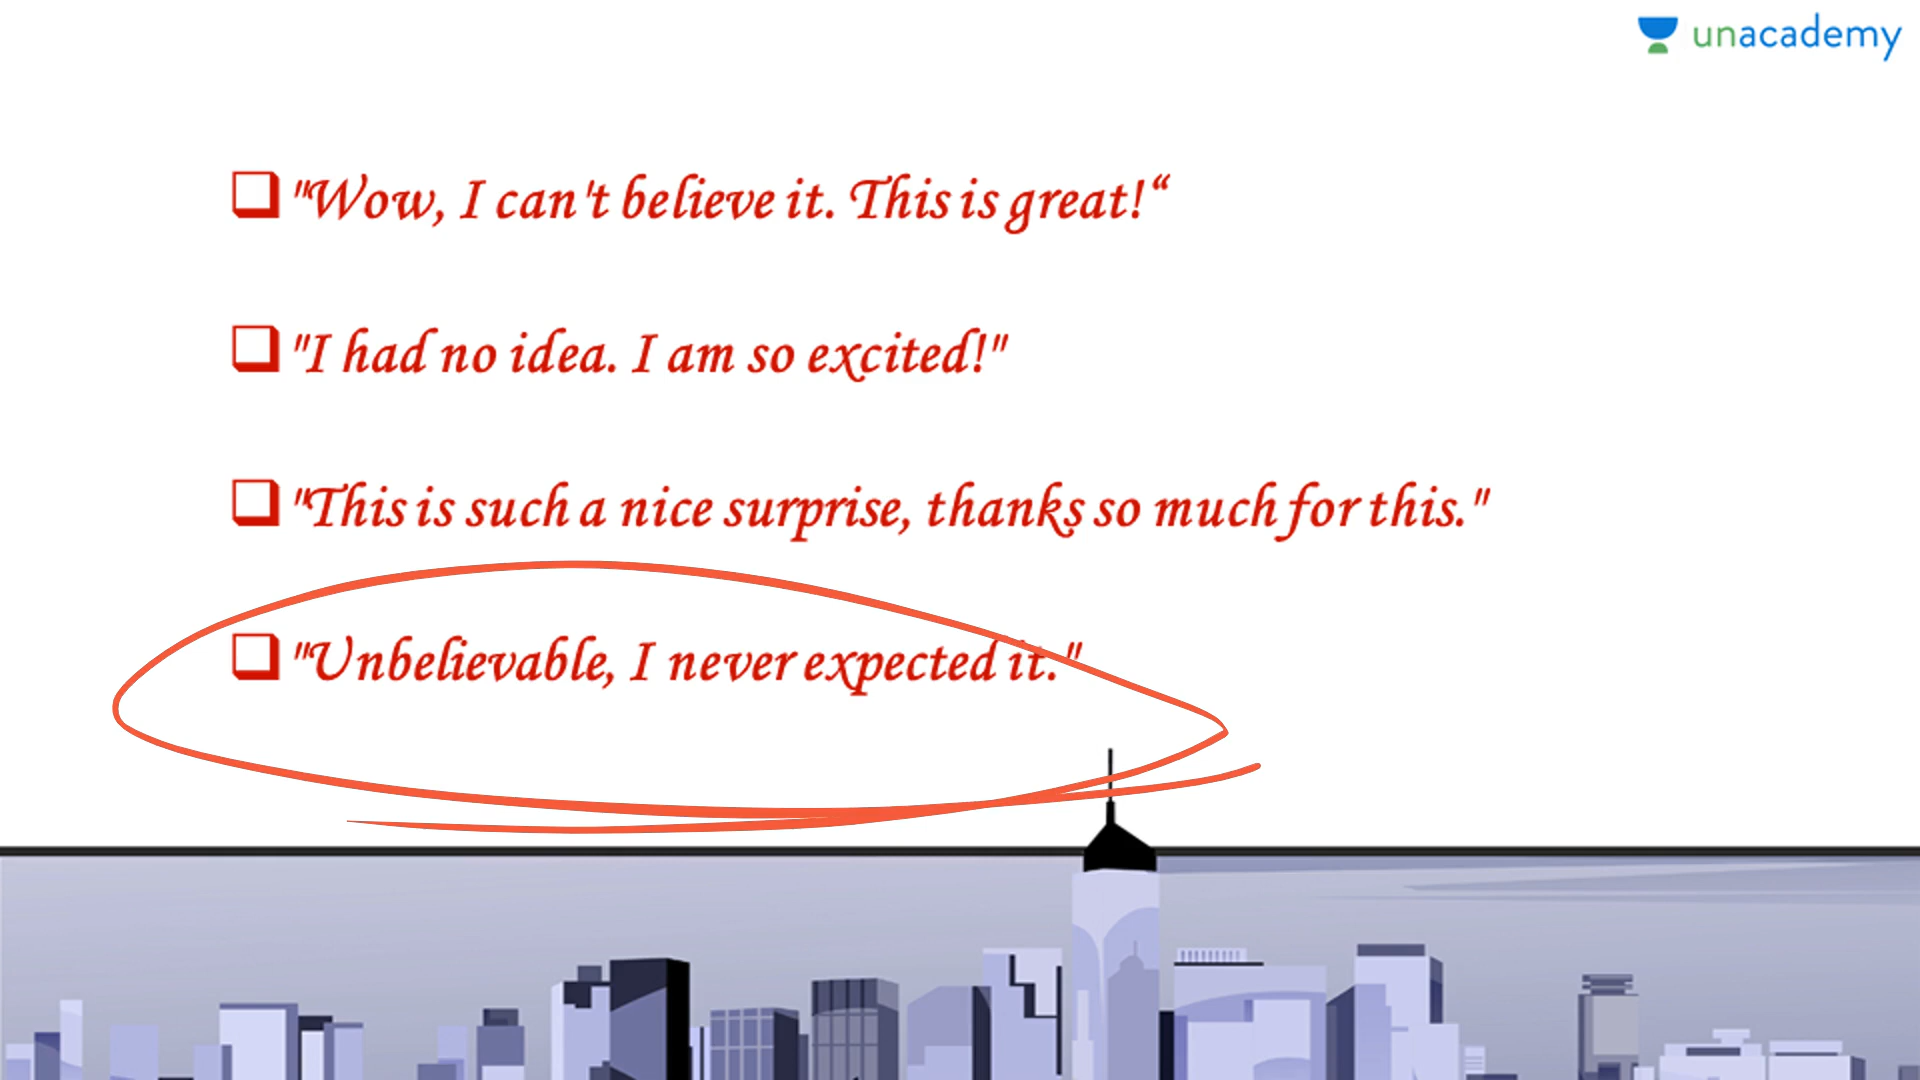 unacademy
"Wow, I can't believe it. This is great!“
"I had no idea. I am so excited!"
"This is such a nice surprise, thanks so much for this."
"Unbelievable, I never expected it."